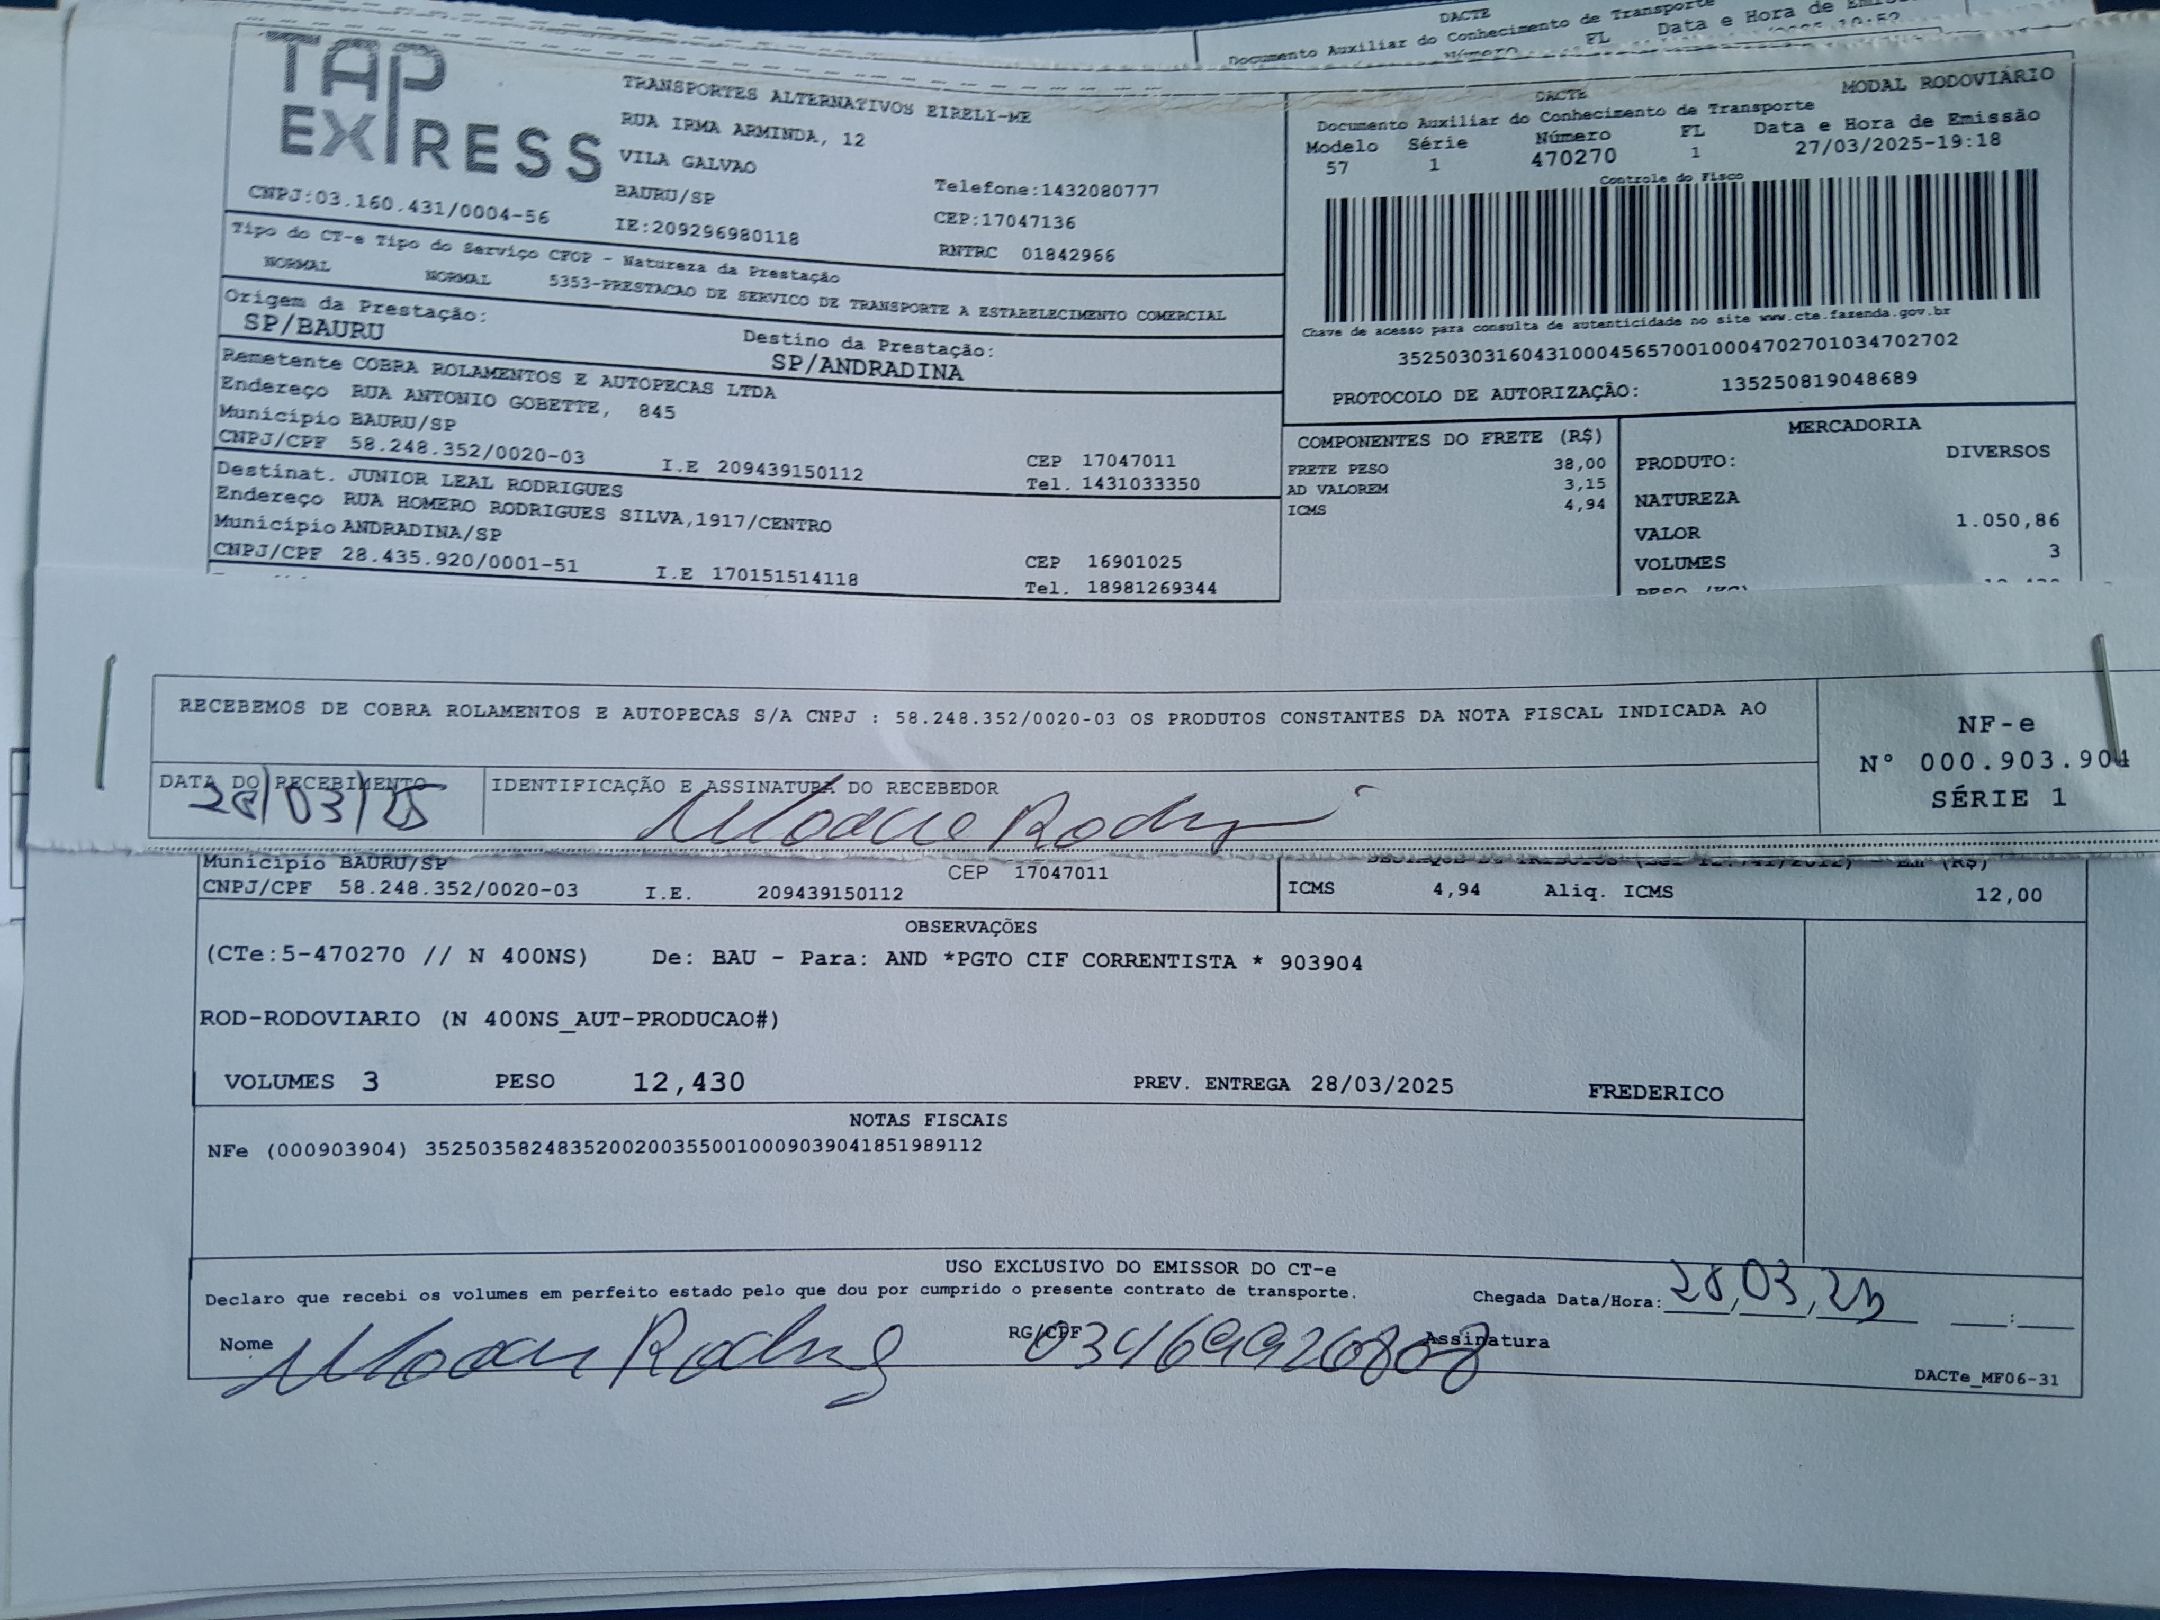 DACTE
Documento Auxiliar do Conhecimento de Transporte
Número FL Data e Hora de
TAP
EXPRESS
TRANSPORTES ALTERNATIVOS EIRELI-ME
RUA IRMA ARMINDA, 12
VILA GALVAO
BAURU/SP
Telefone:1432080777
CNPJ:03.160.431/0004-56
IE:209296980118
CEP:17047136
RNTRC 01842966
MODAL RODOVIÁRIO
DACTE
Documento Auxiliar do Conhecimento de Transporte
Modelo Série Número FL Data e Hora de Emissão
57 1 470270 1 27/03/2025-19:18
Controle do Fisco
Chave de acesso para consulta de autenticidade no site www.cte.fazenda.gov.br
35250303160431000456570010004702701034702702
PROTOCOLO DE AUTORIZAÇÃO: 135250819048689
Tipo do CT-e Tipo do Serviço CFOP - Natureza da Prestação
NORMAL NORMAL 5353-PRESTACAO DE SERVICO DE TRANSPORTE A ESTABELECIMENTO COMERCIAL
Origem da Prestação: Destino da Prestação:
SP/BAURU SP/ANDRADINA
Remetente COBRA ROLAMENTOS E AUTOPECAS LTDA
Endereço RUA ANTONIO GOBETTE, 845
Município BAURU/SP CEP 17047011
CNPJ/CPF 58.248.352/0020-03 I.E 209439150112 Tel. 1431033350
Destinat. JUNIOR LEAL RODRIGUES
Endereço RUA HOMERO RODRIGUES SILVA,1917/CENTRO
Município ANDRADINA/SP CEP 16901025
CNPJ/CPF 28.435.920/0001-51 I.E 170151514118 Tel. 18981269344
COMPONENTES DO FRETE (R$)
FRETE PESO 38,00
AD VALOREM 3,15
ICMS 4,94
MERCADORIA
PRODUTO: DIVERSOS
NATUREZA
VALOR 1.050,86
VOLUMES 3
RECEBEMOS DE COBRA ROLAMENTOS E AUTOPECAS S/A CNPJ : 58.248.352/0020-03 OS PRODUTOS CONSTANTES DA NOTA FISCAL INDICADA AO
NF-e
Nº 000.903.904
SÉRIE 1
DATA DO RECEBIMENTO IDENTIFICAÇÃO E ASSINATURA DO RECEBEDOR
28/03/25
Município BAURU/SP CEP 17047011
CNPJ/CPF 58.248.352/0020-03 I.E. 209439150112
ICMS 4,94 Aliq. ICMS 12,00
OBSERVAÇÕES
(CTe:5-470270 // N 400NS) De: BAU - Para: AND *PGTO CIF CORRENTISTA * 903904
ROD-RODOVIARIO (N 400NS_AUT-PRODUCAO#)
VOLUMES 3 PESO 12,430 PREV. ENTREGA 28/03/2025 FREDERICO
NOTAS FISCAIS
NFe (000903904) 35250358248352002003550010009039041851989112
USO EXCLUSIVO DO EMISSOR DO CT-e
Declaro que recebi os volumes em perfeito estado pelo que dou por cumprido o presente contrato de transporte.
Chegada Data/Hora: 28,03,25
Nome RG/CPF Assinatura
DACTe_MF06-31